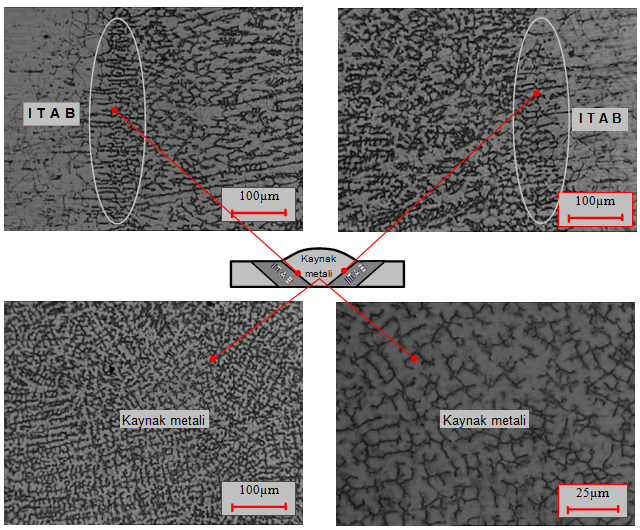 I T A B
100µm
I T A B
100µm
Kaynak
metali
ITAB
ITAB
Kaynak metali
100µm
Kaynak metali
25µm